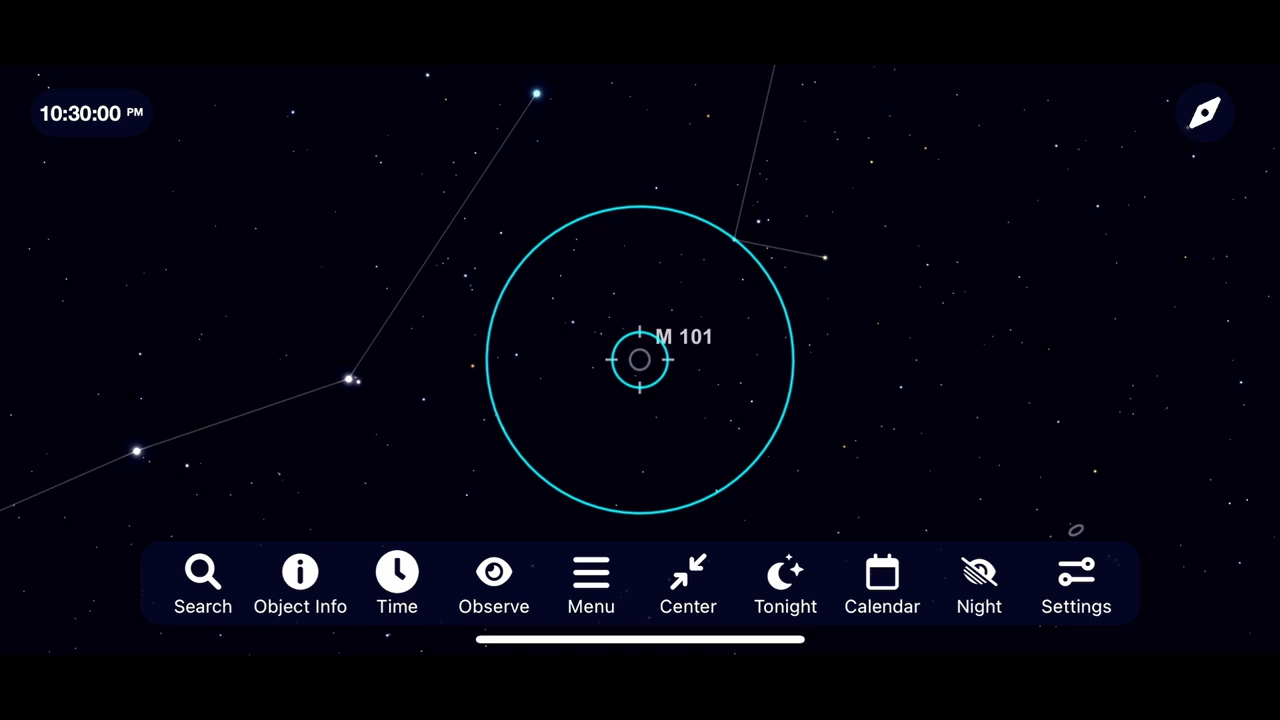 10:30:00 PM
M 101
Search Object Info Time Observe Menu Center Tonight Calendar Night Settings